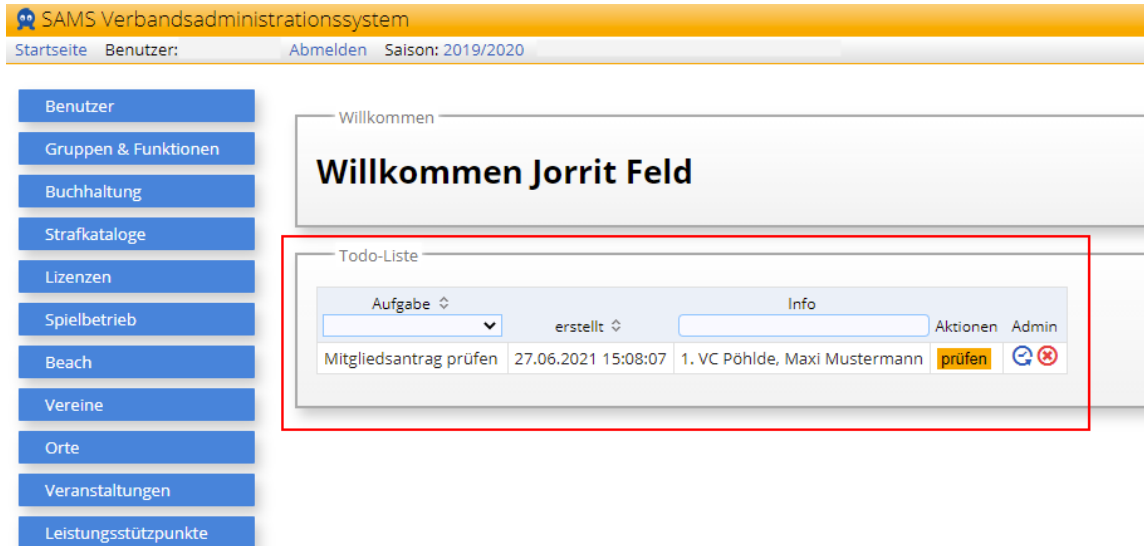 SAMS Verbandsadministrationssystem
Startseite Benutzer: Abmelden Saison: 2019/2020
Benutzer
Gruppen & Funktionen
Buchhaltung
Strafkataloge
Lizenzen
Spielbetrieb
Beach
Vereine
Orte
Veranstaltungen
Leistungsstützpunkte
Willkommen
Willkommen Jorrit Feld
Todo-Liste
Aufgabe erstellt Info Aktionen Admin
Mitgliedsantrag prüfen 27.06.2021 15:08:07 1. VC Pöhlde, Maxi Mustermann prüfen